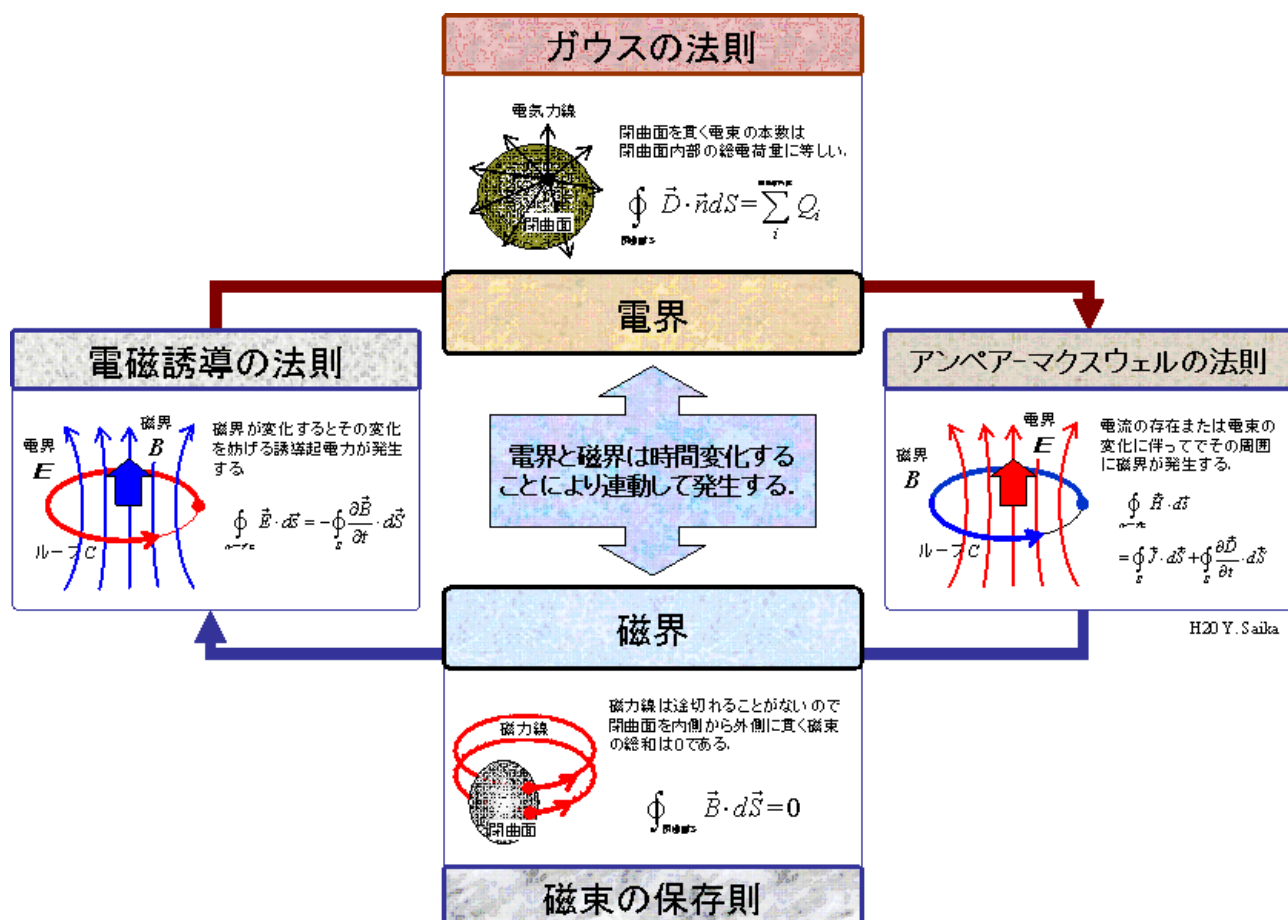 ガウスの法則
電気力線
閉曲面
閉曲面を貫く電束の本数は
閉曲面内部の総電荷量に等しい.
∮ D⃗·n⃗dS=∑ Qᵢ
i
電界
電磁誘導の法則
電界
E
磁界
B
ループC
磁界が変化するとその変化
を妨げる誘導起電力が発生
する
∮ E⃗·ds⃗ = -∮ ∂B⃗/∂t·dS⃗
S
電界と磁界は時間変化する
ことにより連動して発生する.
アンペアーマクスウェルの法則
磁界
B
電界
E
ループC
電流の存在または電束の
変化に伴ってでその周囲
に磁界が発生する.
∮ H⃗·ds⃗
=∮ J⃗·dS⃗+∮ ∂D⃗/∂t·dS⃗
S S
H20 Y. Saika
磁界
磁力線
閉曲面
磁力線は途切れることがないので
閉曲面を内側から外側に貫く磁束
の総和は0である.
∮ B⃗·dS⃗=0
磁束の保存則